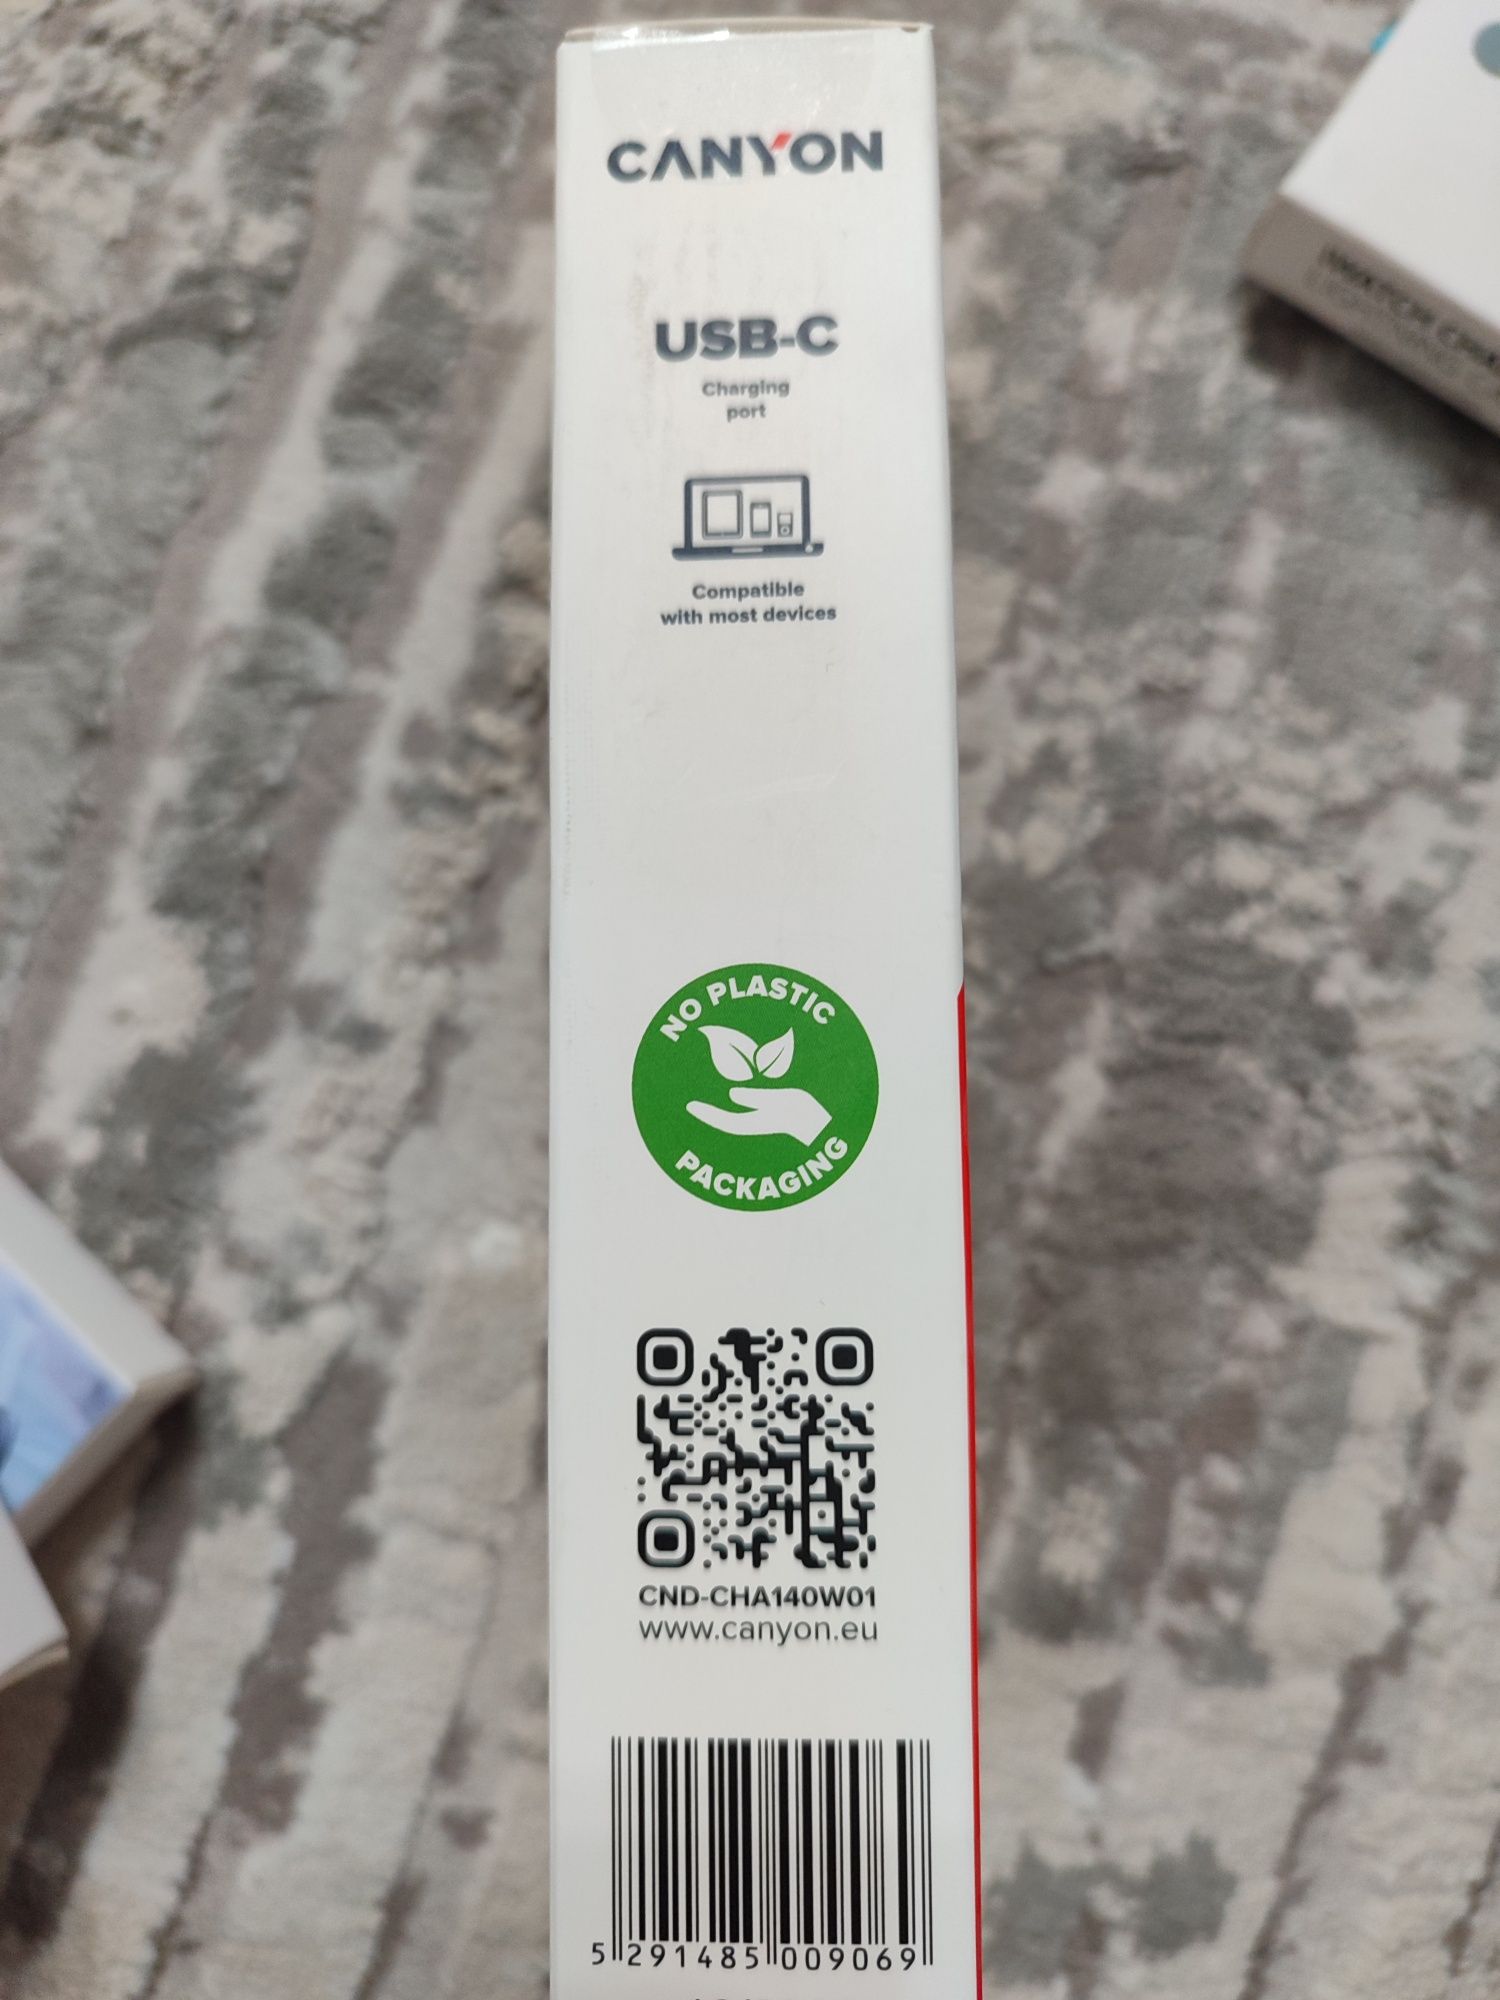 CANYON
USB-C
Charging
port
Compatible
with most devices
NO PLASTIC
PACKAGING
CND-CHA140W01
www.canyon.eu
5 291485 009069